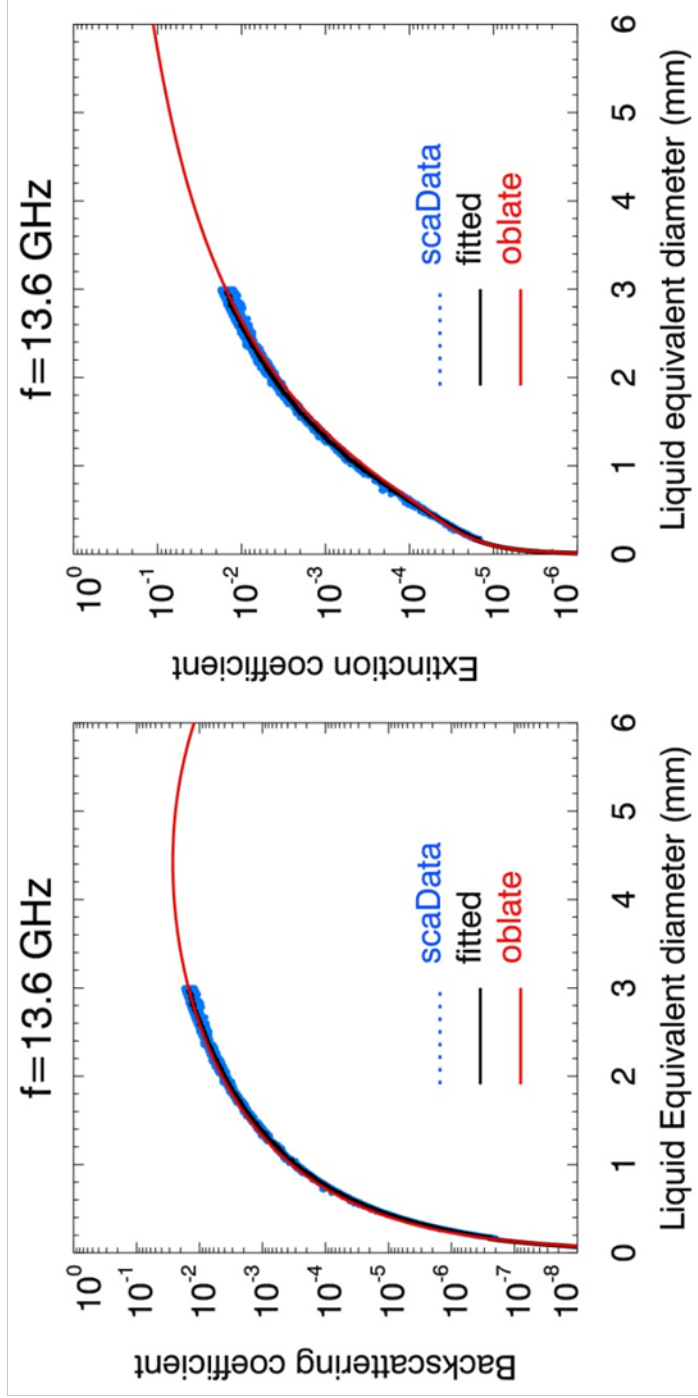 f=13.6 GHz
Backscattering coefficient
10^0
10^-1
10^-2
10^-3
10^-4
10^-5
10^-6
10^-7
10^-8
scaData
fitted
oblate
0 1 2 3 4 5 6
Liquid Equivalent diameter (mm)
f=13.6 GHz
Extinction coefficient
10^0
10^-1
10^-2
10^-3
10^-4
10^-5
10^-6
scaData
fitted
oblate
0 1 2 3 4 5 6
Liquid equivalent diameter (mm)